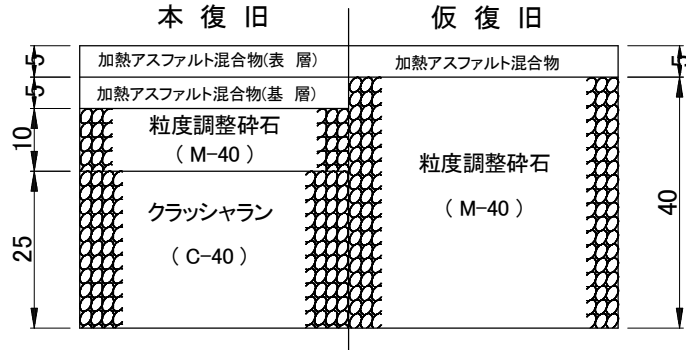 本 復 旧
仮 復 旧
5
加熱アスファルト混合物(表 層)
加熱アスファルト混合物
5
5
加熱アスファルト混合物(基 層)
10
粒度調整砕石
( M-40 )
粒度調整砕石
( M-40 )
40
25
クラッシャラン
( C-40 )